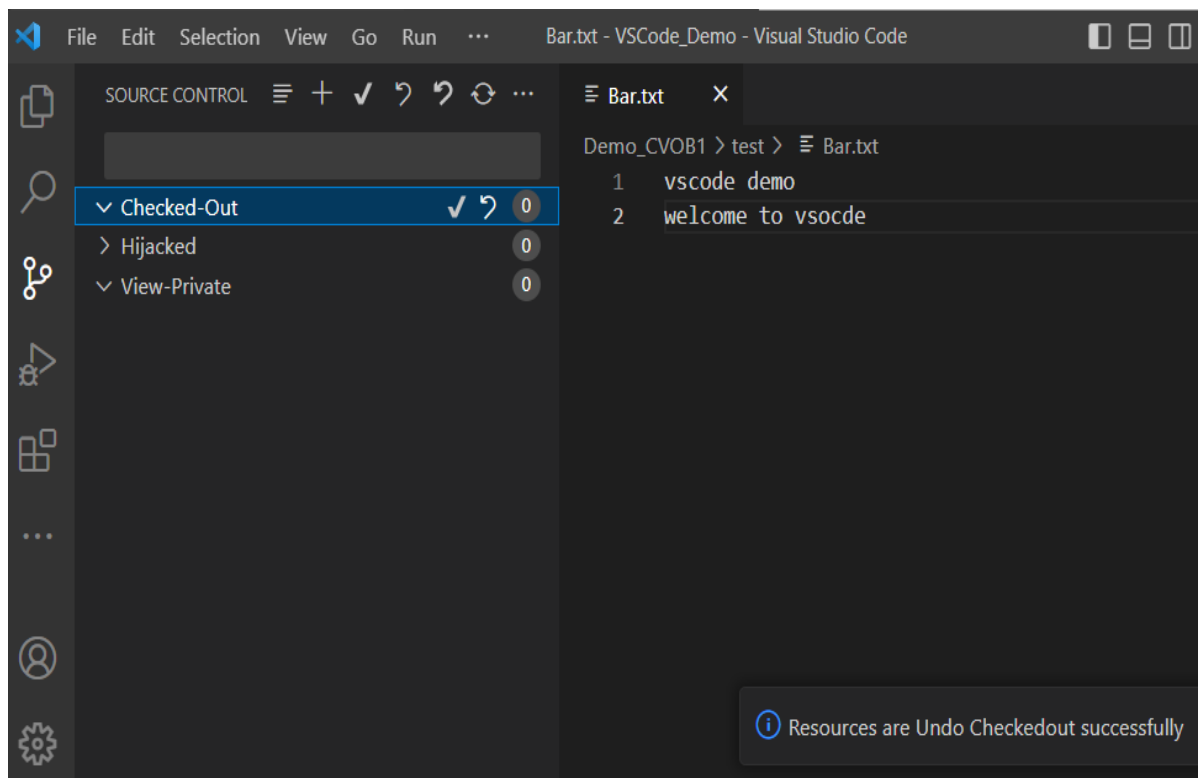 File Edit Selection View Go Run ··· Bar.txt - VSCode_Demo - Visual Studio Code
SOURCE CONTROL
Bar.txt
Demo_CVOB1 > test > Bar.txt
1 vscode demo
2 welcome to vsocde
Checked-Out 0
Hijacked 0
View-Private 0
Resources are Undo Checkedout successfully